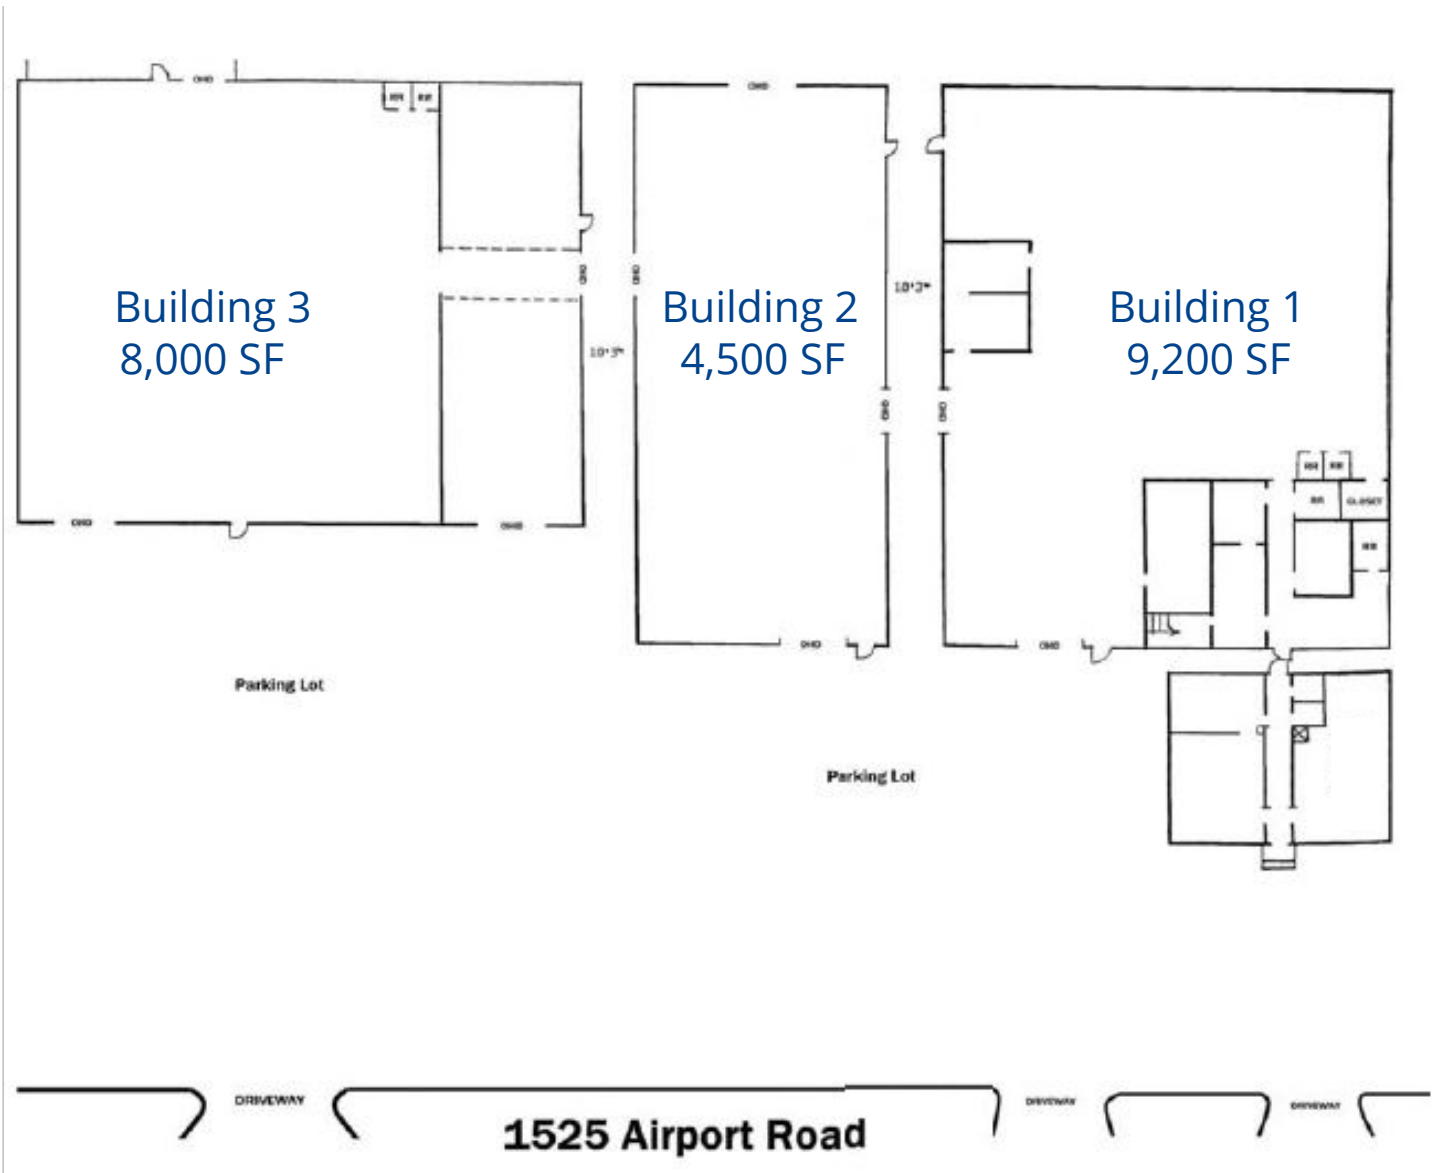 OHD
RR RR
OHD
OHD
OHD
10'3"
Building 3
8,000 SF
Building 2
4,500 SF
10'3"
Building 1
9,200 SF
OHD
OHD
RR RR
RR CLOSET
RR
OHD
OHD
OHD
OHD
Parking Lot
Parking Lot
DRIVEWAY
DRIVEWAY
DRIVEWAY
1525 Airport Road